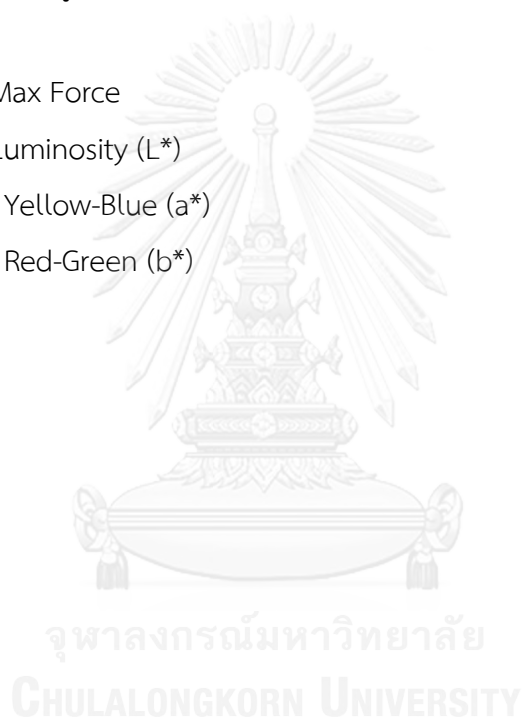 Max Force
Luminosity (L*)
Yellow-Blue (a*)
Red-Green (b*)
จุฬาลงกรณ์มหาวิทยาลัย
CHULALONGKORN UNIVERSITY